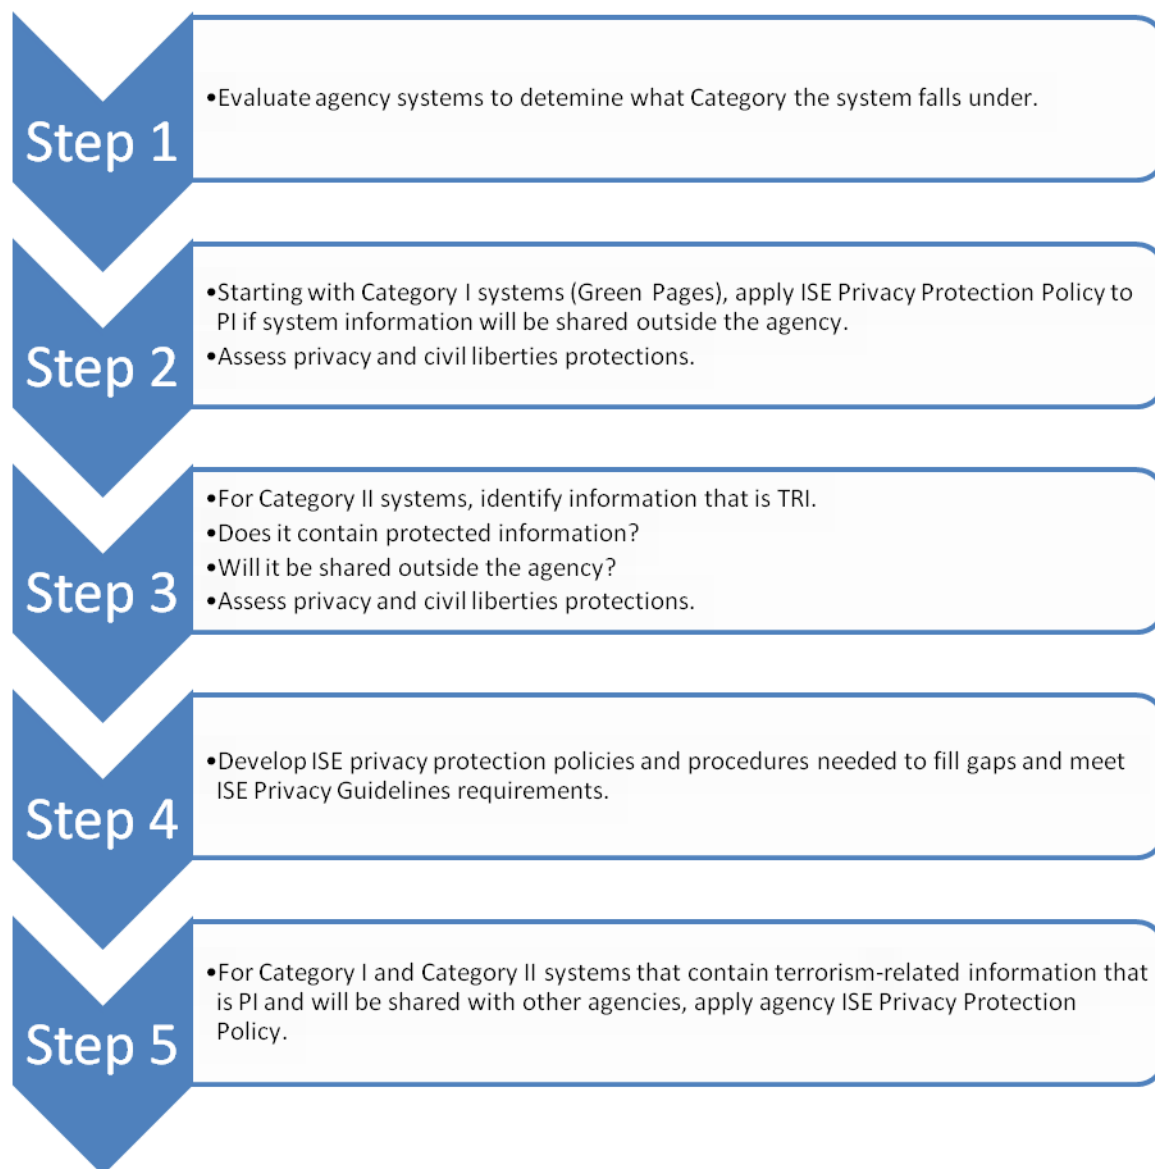 Step 1
•Evaluate agency systems to detemine what Category the system falls under.
Step 2
•Starting with Category I systems (Green Pages), apply ISE Privacy Protection Policy to
PI if system information will be shared outside the agency.
•Assess privacy and civil liberties protections.
Step 3
•For Category II systems, identify information that is TRI.
•Does it contain protected information?
•Will it be shared outside the agency?
•Assess privacy and civil liberties protections.
Step 4
•Develop ISE privacy protection policies and procedures needed to fill gaps and meet
ISE Privacy Guidelines requirements.
Step 5
•For Category I and Category II systems that contain terrorism-related information that
is PI and will be shared with other agencies, apply agency ISE Privacy Protection
Policy.